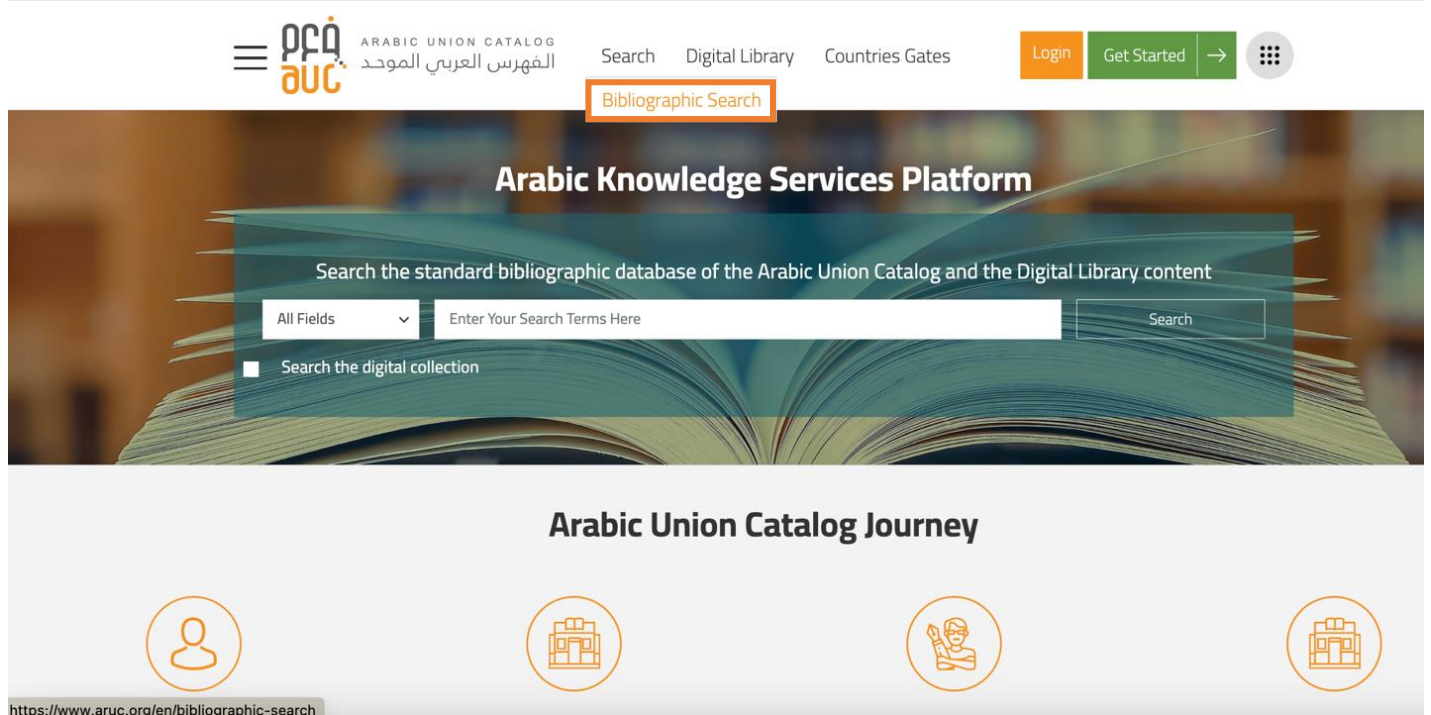 ARABIC UNION CATALOG
الفهرس العربي الموحد
auc
Search Digital Library Countries Gates
Login
Get Started
Bibliographic Search
Arabic Knowledge Services Platform
Search the standard bibliographic database of the Arabic Union Catalog and the Digital Library content
All Fields
Enter Your Search Terms Here
Search
Search the digital collection
Arabic Union Catalog Journey
https://www.aruc.org/en/bibliographic-search